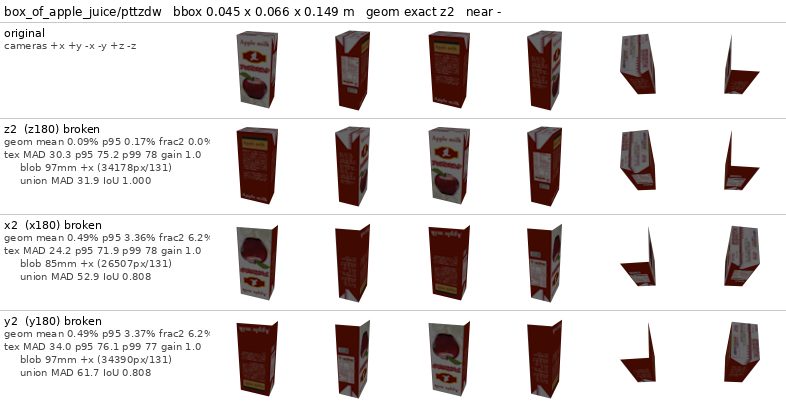 box_of_apple_juice/pttzdw bbox 0.045 x 0.066 x 0.149 m geom exact z2 near -
original
cameras +x +y -x -y +z -z
Apple milk
z2 (z180) broken
geom mean 0.09% p95 0.17% frac2 0.0%
tex MAD 30.3 p95 75.2 p99 78 gain 1.0
blob 97mm +x (34178px/131)
union MAD 31.9 IoU 1.000
Apple milk
x2 (x180) broken
geom mean 0.49% p95 3.36% frac2 6.2%
tex MAD 24.2 p95 71.9 p99 78 gain 1.0
blob 85mm +x (26507px/131)
union MAD 52.9 IoU 0.808
y2 (y180) broken
geom mean 0.49% p95 3.37% frac2 6.2%
tex MAD 34.0 p95 76.1 p99 77 gain 1.0
blob 97mm +x (34390px/131)
union MAD 61.7 IoU 0.808